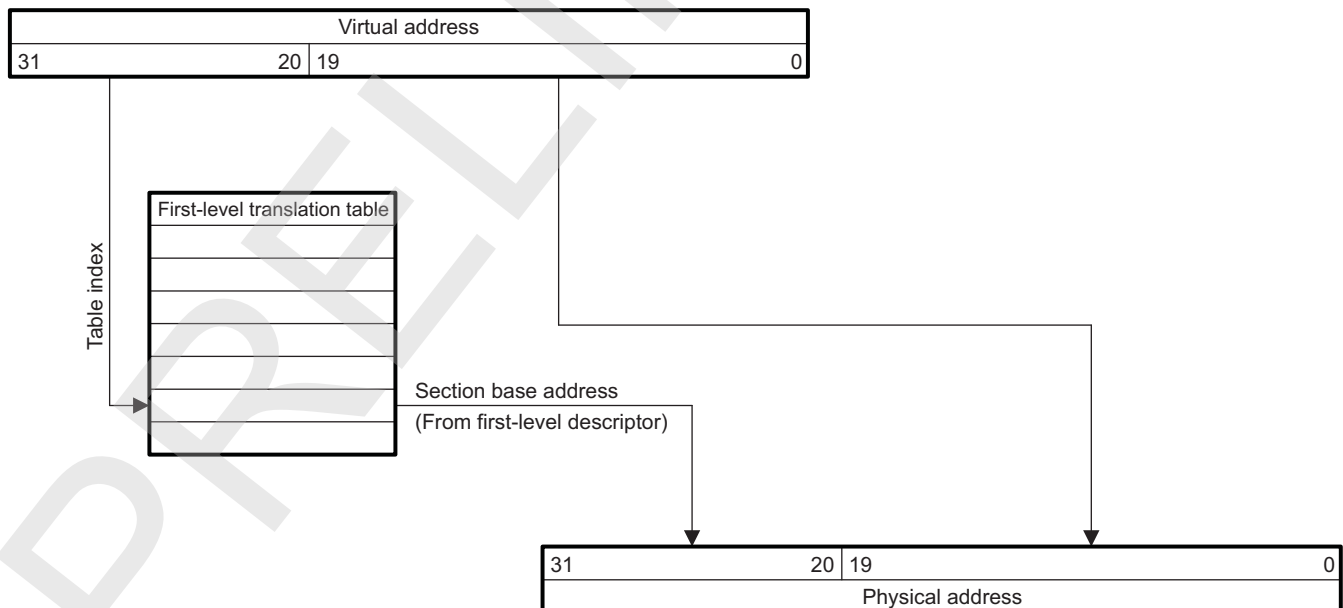 Virtual address
31 20 19 0
First-level translation table
Table index
Section base address
(From first-level descriptor)
31 20 19 0
Physical address
PRELI